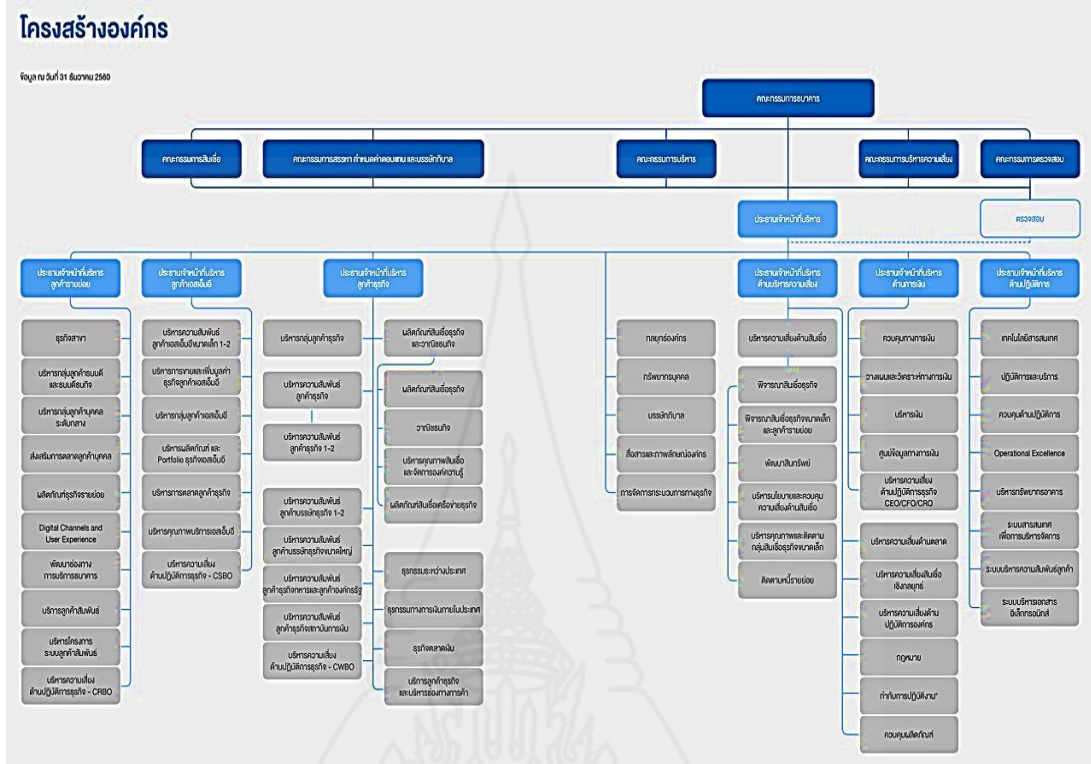 โครงสร้างองค์กร
ข้อมูล ณ วันที่ 31 ธันวาคม 2560
คณะกรรมการธนาคาร
คณะกรรมการสินเชื่อ
คณะกรรมการสรรหา กำหนดค่าตอบแทน และบรรษัทภิบาล
คณะกรรมการบริหาร
คณะกรรมการบริหารความเสี่ยง
คณะกรรมการตรวจสอบ
ประธานเจ้าหน้าที่บริหาร
ตรวจสอบ
ประธานเจ้าหน้าที่บริหาร
ลูกค้ารายย่อย
ประธานเจ้าหน้าที่บริหาร
ลูกค้าเอสเอ็มอี
ประธานเจ้าหน้าที่บริหาร
ลูกค้าธุรกิจ
ประธานเจ้าหน้าที่บริหาร
ด้านบริหารความเสี่ยง
ประธานเจ้าหน้าที่บริหาร
ด้านการเงิน
ประธานเจ้าหน้าที่บริหาร
ด้านปฏิบัติการ
ธุรกิจสาขา
บริหารกลุ่มลูกค้าธนบดี
และธนบดีธนกิจ
บริหารกลุ่มลูกค้าบุคคล
ระดับกลาง
ส่งเสริมการตลาดลูกค้าบุคคล
ผลิตภัณฑ์ธุรกิจรายย่อย
Digital Channels and
User Experience
พัฒนาช่องทาง
การบริการธนาคาร
บริการลูกค้าสัมพันธ์
บริหารโครงการ
ระบบลูกค้าสัมพันธ์
บริหารความเสี่ยง
ด้านปฏิบัติการธุรกิจ - CRBO
บริหารความสัมพันธ์
ลูกค้าเอสเอ็มอีขนาดเล็ก 1-2
บริหารการขายและเพิ่มมูลค่า
ธุรกิจลูกค้าเอสเอ็มอี
บริหารกลุ่มลูกค้าเอสเอ็มอี
บริหารผลิตภัณฑ์ และ
Portfolio ธุรกิจเอสเอ็มอี
บริหารการตลาดลูกค้าธุรกิจ
บริหารคุณภาพบริการเอสเอ็มอี
บริหารความเสี่ยง
ด้านปฏิบัติการธุรกิจ - CSBO
บริหารกลุ่มลูกค้าธุรกิจ
บริหารความสัมพันธ์
ลูกค้าธุรกิจ
บริหารความสัมพันธ์
ลูกค้าธุรกิจ 1-2
บริหารความสัมพันธ์
ลูกค้าบรรษัทธุรกิจ 1-2
บริหารความสัมพันธ์
ลูกค้าบรรษัทธุรกิจขนาดใหญ่
บริหารความสัมพันธ์
ลูกค้าธุรกิจทหารและลูกค้าองค์กรรัฐ
บริหารความสัมพันธ์
ลูกค้าธุรกิจสถาบันการเงิน
บริหารความเสี่ยง
ด้านปฏิบัติการธุรกิจ - CWBO
ผลิตภัณฑ์สินเชื่อธุรกิจ
และวาณิชธนกิจ
ผลิตภัณฑ์สินเชื่อธุรกิจ
วาณิชธนกิจ
บริหารคุณภาพสินเชื่อ
และจัดการองค์ความรู้
ผลิตภัณฑ์สินเชื่อเครือข่ายธุรกิจ
ธุรกรรมระหว่างประเทศ
ธุรกรรมทางการเงินภายในประเทศ
ธุรกิจตลาดเงิน
บริการลูกค้าธุรกิจ
และบริหารช่องทางการค้า
กลยุทธ์องค์กร
ทรัพยากรบุคคล
บรรษัทภิบาล
สื่อสารและภาพลักษณ์องค์กร
การจัดการกระบวนการทางธุรกิจ
บริหารความเสี่ยงด้านสินเชื่อ
พิจารณาสินเชื่อธุรกิจ
พิจารณาสินเชื่อธุรกิจขนาดเล็ก
และลูกค้ารายย่อย
พัฒนาสินทรัพย์
บริหารนโยบายและควบคุม
ความเสี่ยงด้านสินเชื่อ
บริหารคุณภาพและติดตาม
กลุ่มสินเชื่อธุรกิจขนาดเล็ก
ติดตามหนี้รายย่อย
ควบคุมทางการเงิน
วางแผนและวิเคราะห์ทางการเงิน
บริหารเงิน
ศูนย์ข้อมูลทางการเงิน
บริหารความเสี่ยง
ด้านปฏิบัติการธุรกิจ
CEO/CFO/CRO
บริหารความเสี่ยงด้านตลาด
บริหารความเสี่ยงสินเชื่อ
เชิงกลยุทธ์
บริหารความเสี่ยงด้าน
ปฏิบัติการองค์กร
กฎหมาย
กำกับการปฏิบัติงาน*
ควบคุมผลิตภัณฑ์
เทคโนโลยีสารสนเทศ
ปฏิบัติการและบริการ
ควบคุมด้านปฏิบัติการ
Operational Excellence
บริหารทรัพยากรอาคาร
ระบบสารสนเทศ
เพื่อการบริหารจัดการ
ระบบบริหารความสัมพันธ์ลูกค้า
ระบบบริหารเอกสาร
อิเล็กทรอนิกส์